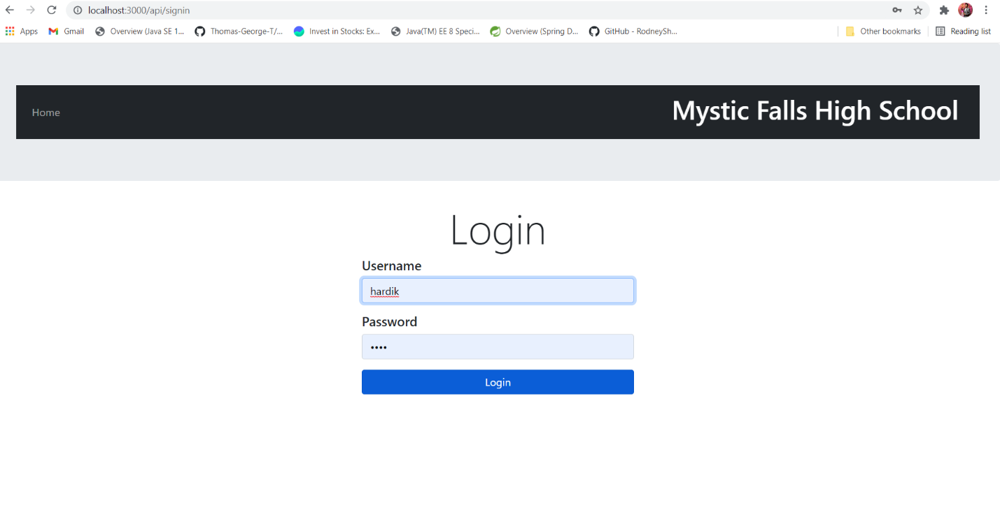 localhost:3000/api/signin
Apps Gmail Overview (Java SE 1... Thomas-George-T/... Invest in Stocks: Ex... Java(TM) EE 8 Speci... Overview (Spring D... GitHub - RodneySh... Other bookmarks Reading list
Home Mystic Falls High School
Login
Username
hardik
Password
••••
Login